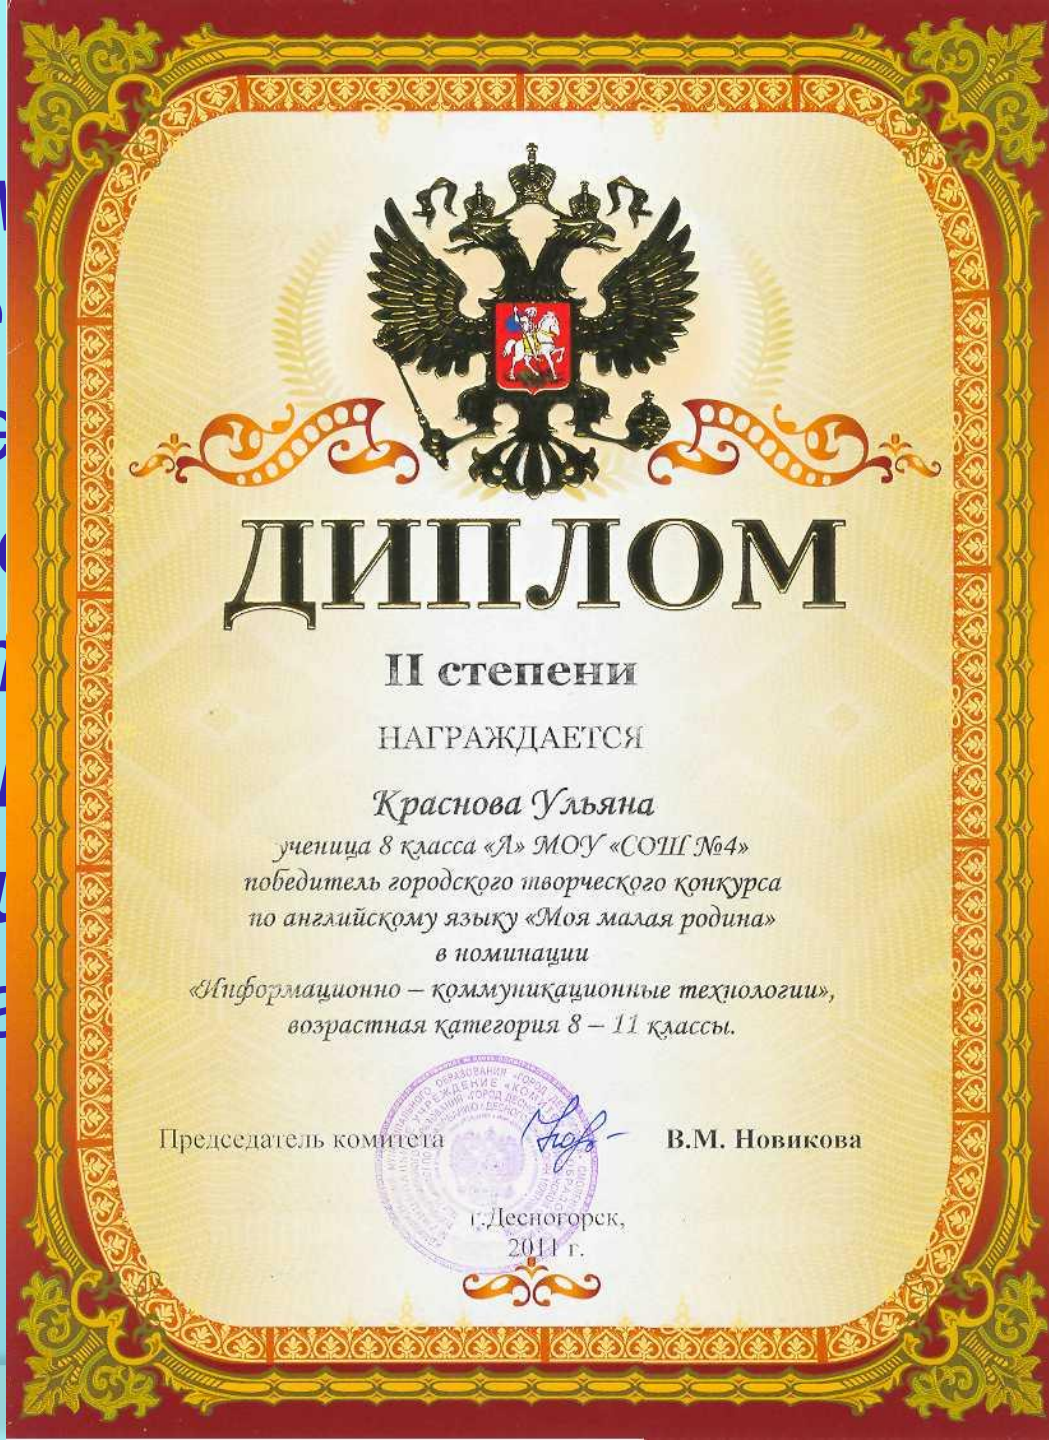 ДИПЛОМ
II степени
НАГРАЖДАЕТСЯ
Краснова Ульяна
ученица 8 класса «А» МОУ «СОШ №4»
победитель городского творческого конкурса
по английскому языку «Моя малая родина»
в номинации
«Информационно – коммуникационные технологии»,
возрастная категория 8 – 11 классы.
Председатель комитета В.М. Новикова
г.Десногорск,
2011 г.